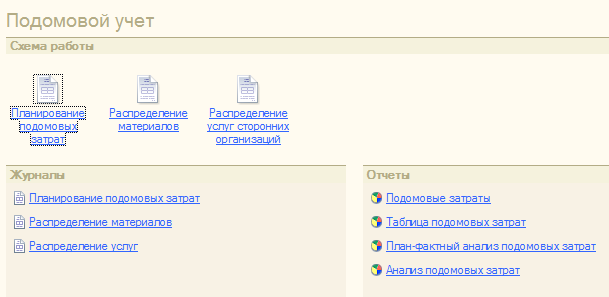 Подомовой учет
Схема работы
Планирование
подомовых
затрат
Распределение
материалов
Распределение
услуг сторонних
организаций
Журналы
Планирование подомовых затрат
Распределение материалов
Распределение услуг
Отчеты
Подомовые затраты
Таблица подомовых затрат
План-фактный анализ подомовых затрат
Анализ подомовых затрат